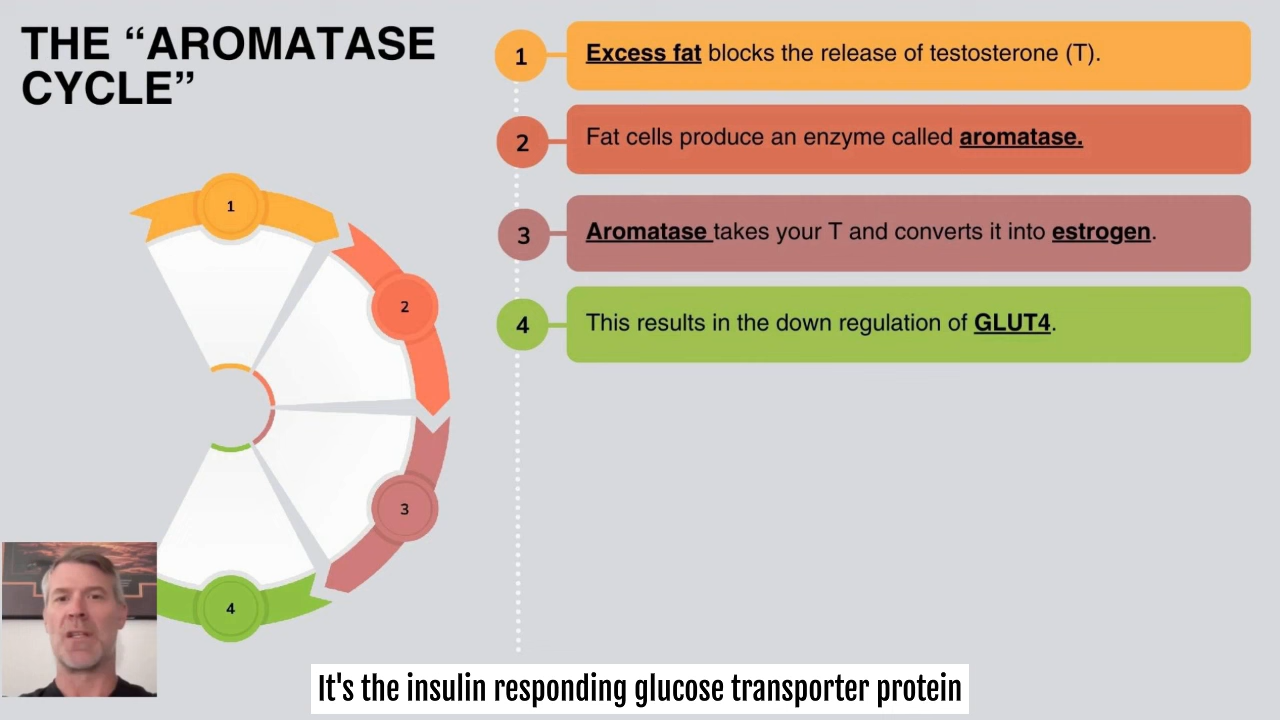 THE “AROMATASE
CYCLE”
1
Excess fat blocks the release of testosterone (T).
2
Fat cells produce an enzyme called aromatase.
3
Aromatase takes your T and converts it into estrogen.
4
This results in the down regulation of GLUT4.
1
2
3
4
It's the insulin responding glucose transporter protein